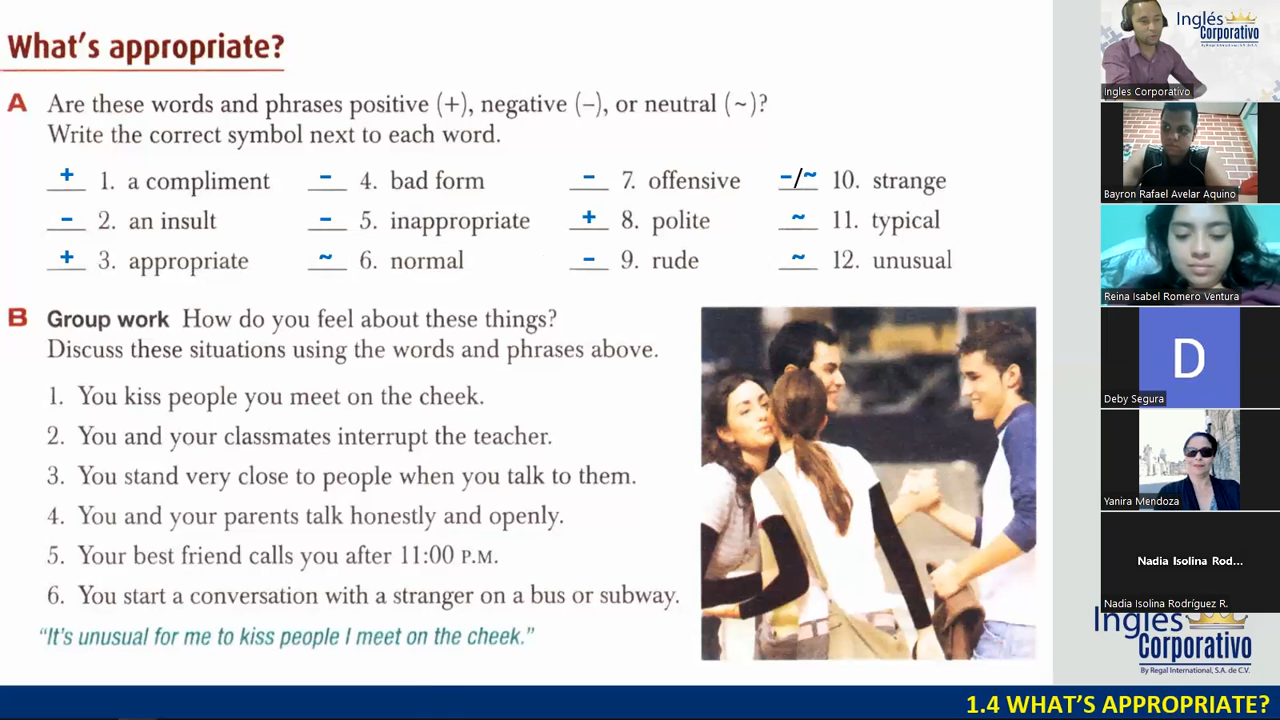 What's appropriate?
A Are these words and phrases positive (+), negative (–), or neutral (~)?
Write the correct symbol next to each word.
+ 1. a compliment - 4. bad form - 7. offensive -/~ 10. strange
- 2. an insult - 5. inappropriate + 8. polite ~ 11. typical
+ 3. appropriate ~ 6. normal - 9. rude ~ 12. unusual
B Group work How do you feel about these things?
Discuss these situations using the words and phrases above.
1. You kiss people you meet on the cheek.
2. You and your classmates interrupt the teacher.
3. You stand very close to people when you talk to them.
4. You and your parents talk honestly and openly.
5. Your best friend calls you after 11:00 P.M.
6. You start a conversation with a stranger on a bus or subway.
"It's unusual for me to kiss people I meet on the cheek."
Inglés
Corporativo
By Regal International, S.A. de C.V.
Ingles Corporativo
Bayron Rafael Avelar Aquino
Reina Isabel Romero Ventura
D
Deby Segura
Yanira Mendoza
Nadia Isolina Rod...
Nadia Isolina Rodríguez R.
Inglés
Corporativo
By Regal International, S.A. de C.V.
1.4 WHAT'S APPROPRIATE?